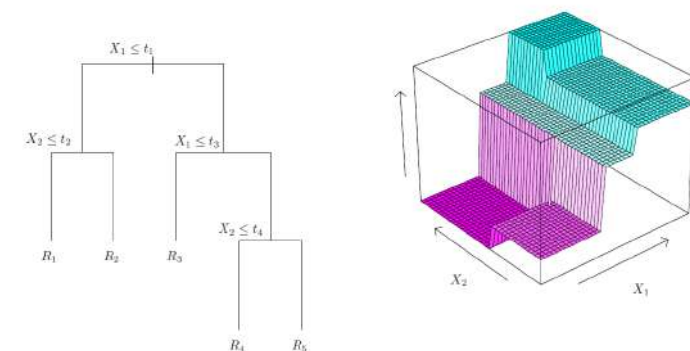 X₁ ≤ t₁
X₂ ≤ t₂
X₁ ≤ t₃
X₂ ≤ t₄
R₁
R₂
R₃
R₄
R₅
X₂
X₁